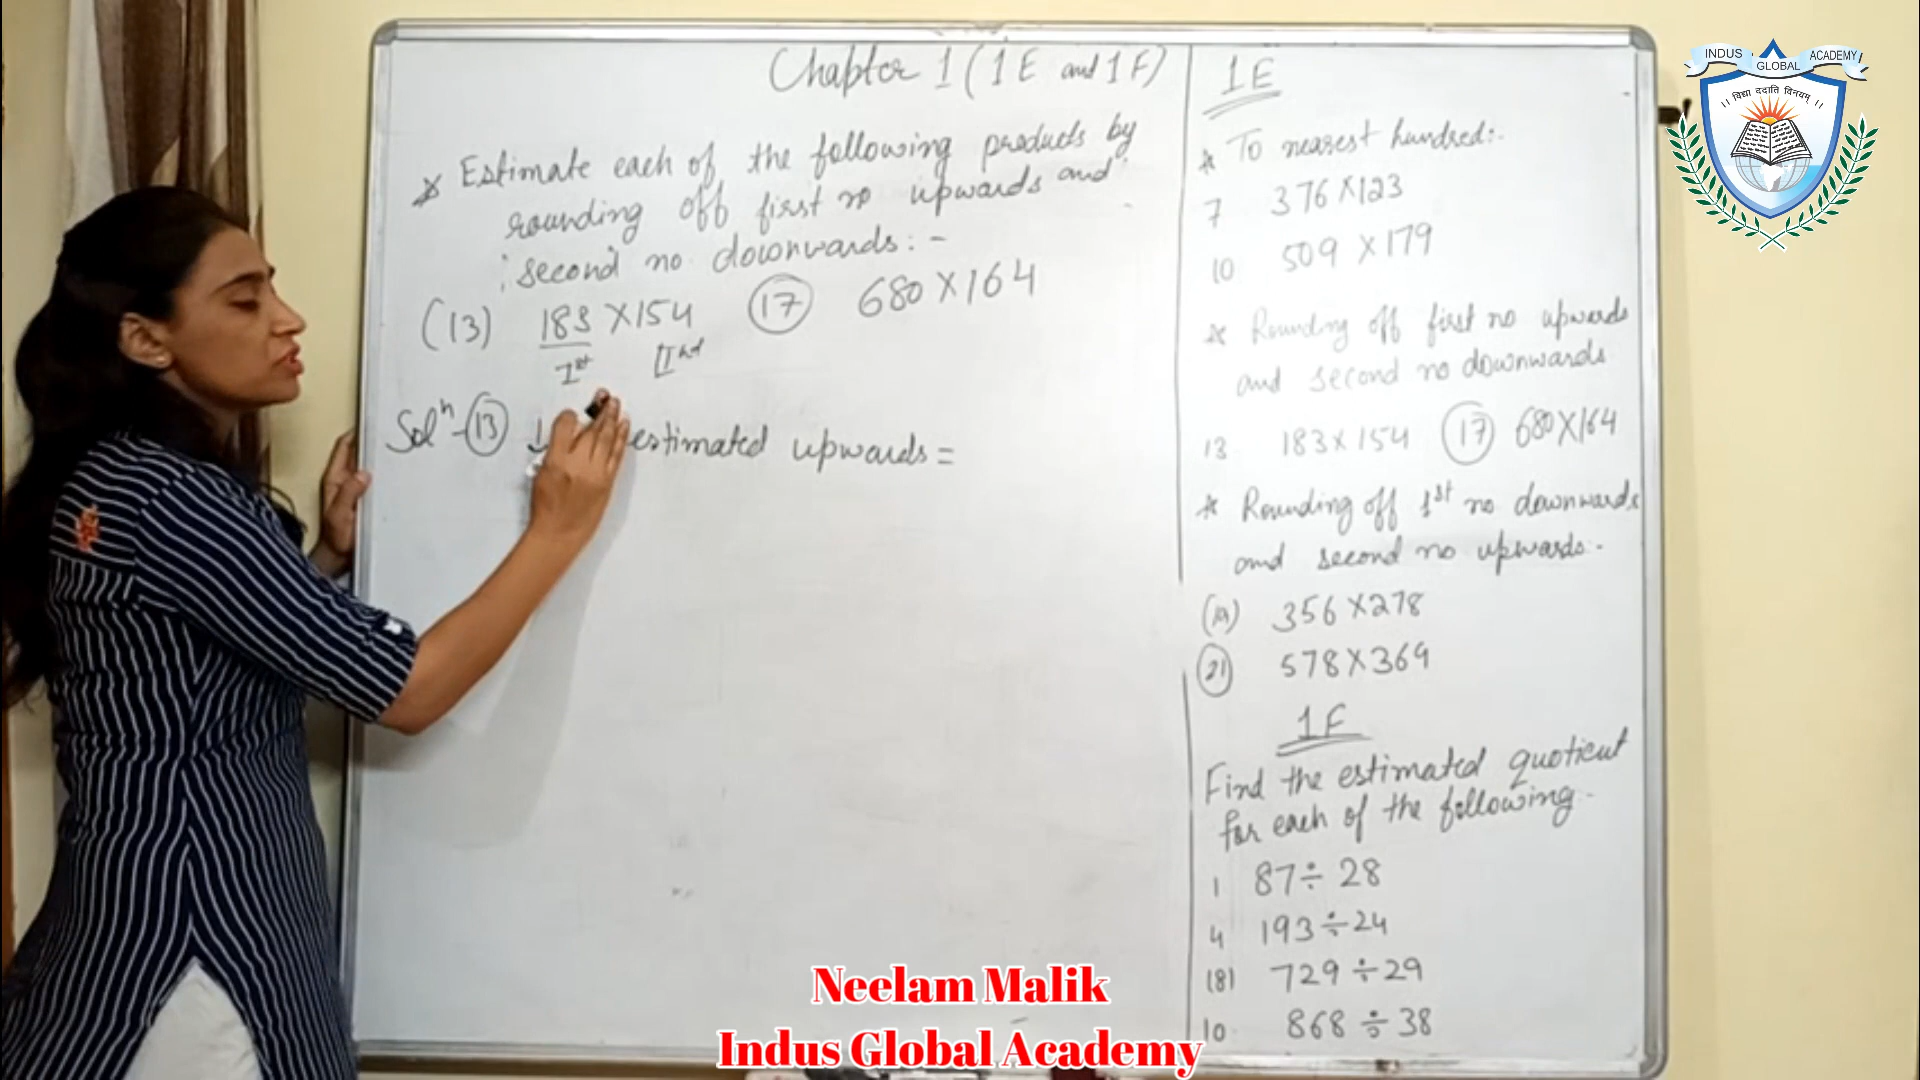 Chapter 1 (1E and 1F)
* Estimate each of the following products by
rounding off first no upwards and
second no downwards: -
(13) 183 X 154 (17) 680 X 164
Ist IInd
Solⁿ - (13) estimated upwards =
1E
* To nearest hundred:-
7 376 X 123
10 509 X 179
* Rounding off first no upwards
and second no downwards
13 183 X 154 (17) 680 X 164
* Rounding off 1st no downwards
and second no upwards:-
356 X 278
(21) 578 X 369
1F
Find the estimated quotient
for each of the following.
1 87 ÷ 28
4 193 ÷ 24
(8) 729 ÷ 29
10. 868 ÷ 38
INDUS GLOBAL ACADEMY
।। विद्या ददाति विनयम् ।।
Neelam Malik
Indus Global Academy